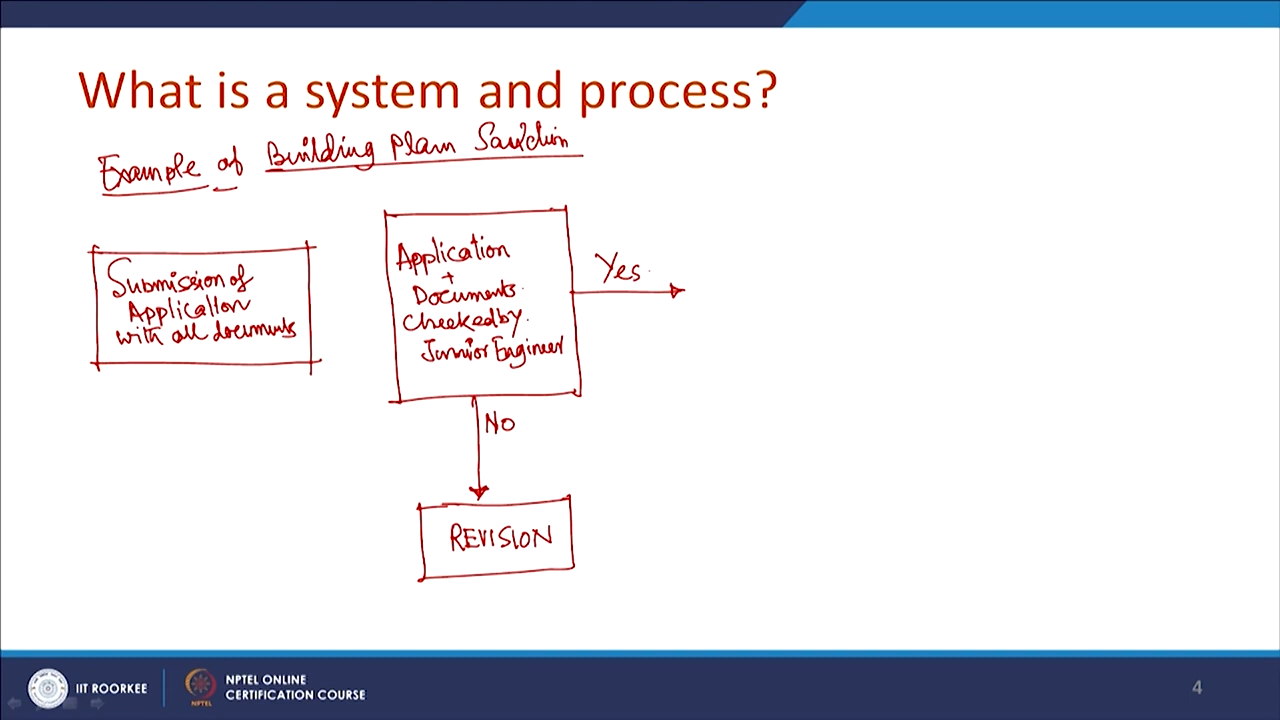 What is a system and process?
Example of Building Plan Sanction
Submission of
Application
with all documents
Application
+
Documents
Checked by
Junior Engineer
Yes
No
REVISION
IIT ROORKEE
NPTEL
NPTEL ONLINE
CERTIFICATION COURSE
4